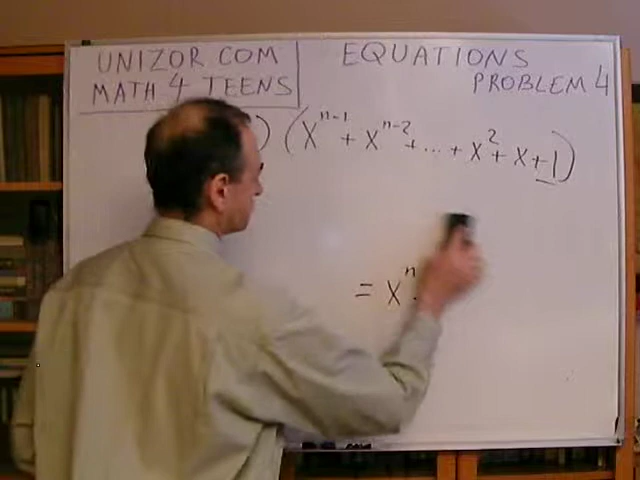 UNIZOR.COM
MATH 4 TEENS
EQUATIONS
PROBLEM 4
) (x^{n-1} + x^{n-2} + ... + x^2 + x + 1)
= x^n